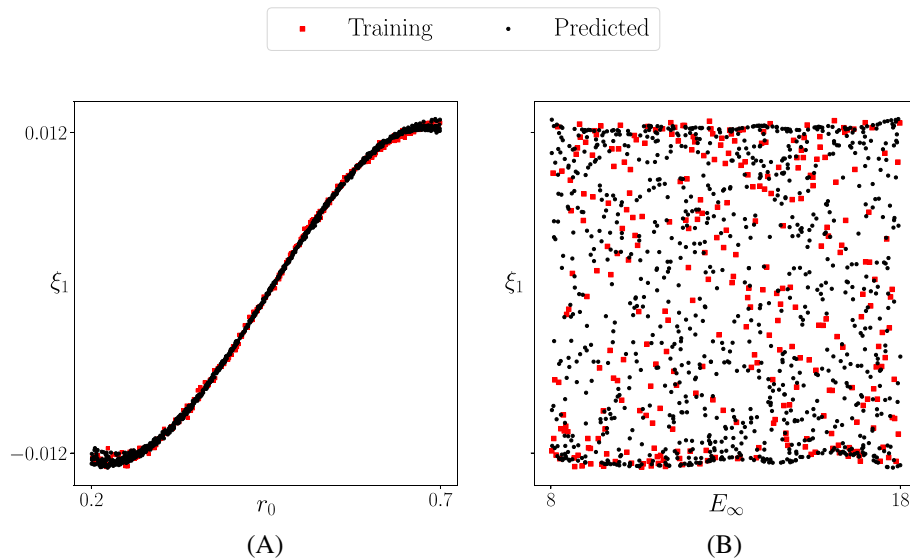 Training Predicted
0.012
ξ₁
−0.012
0.2 0.7
r₀
(A)
ξ₁
8 18
E∞
(B)